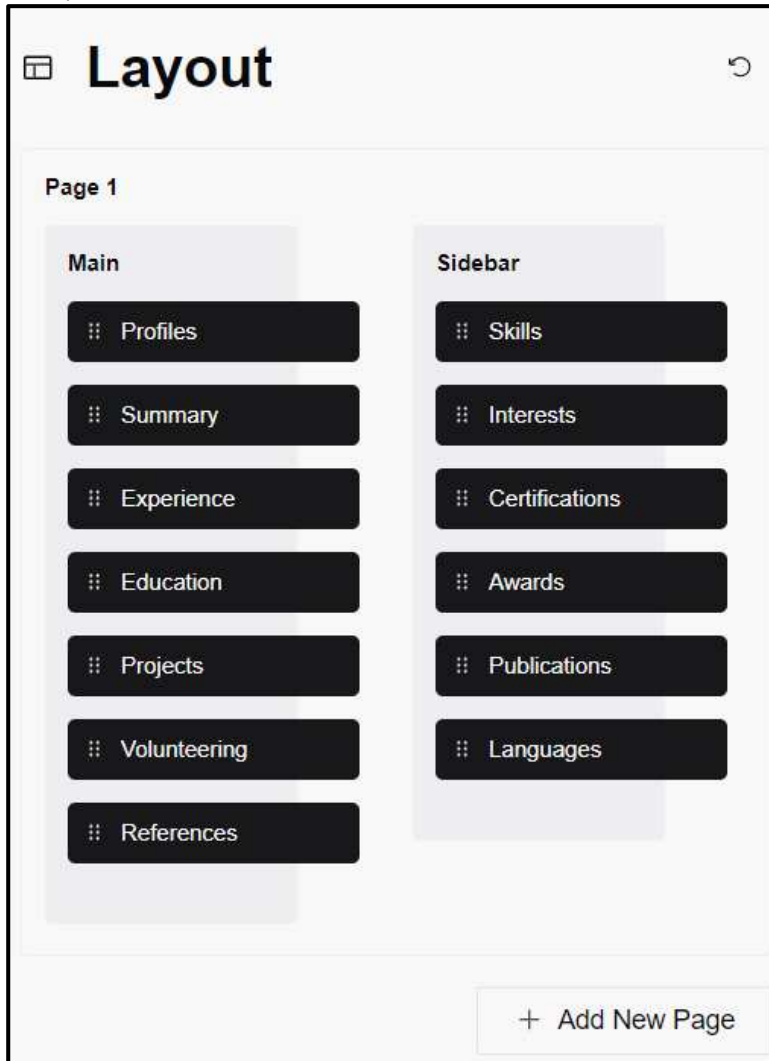 Layout
Page 1
Main
Profiles
Summary
Experience
Education
Projects
Volunteering
References
Sidebar
Skills
Interests
Certifications
Awards
Publications
Languages
+ Add New Page